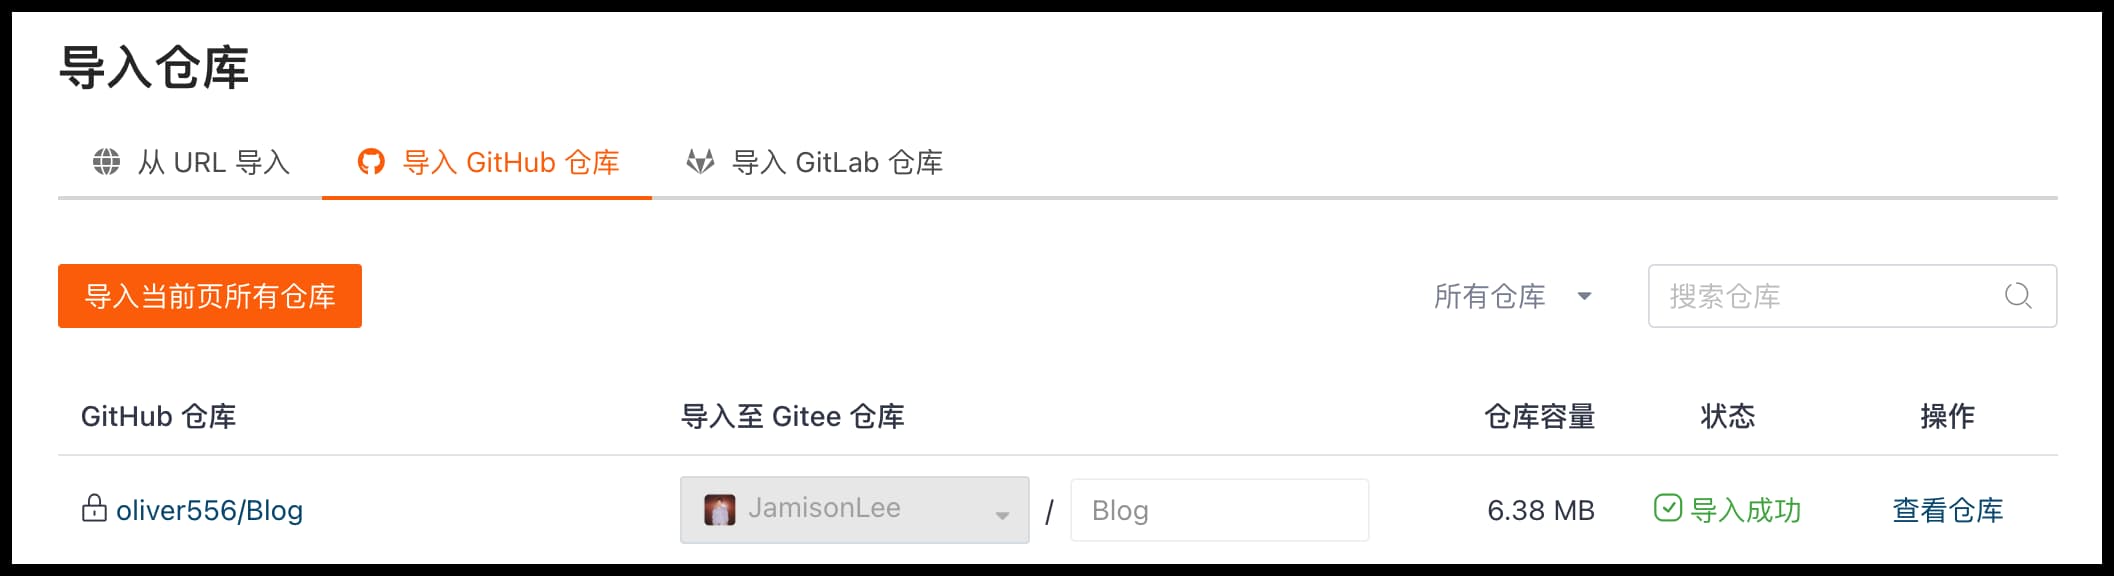 导入仓库
从 URL 导入 导入 GitHub 仓库 导入 GitLab 仓库
导入当前页所有仓库 所有仓库 搜索仓库
GitHub 仓库 导入至 Gitee 仓库 仓库容量 状态 操作
oliver556/Blog JamisonLee / Blog 6.38 MB 导入成功 查看仓库